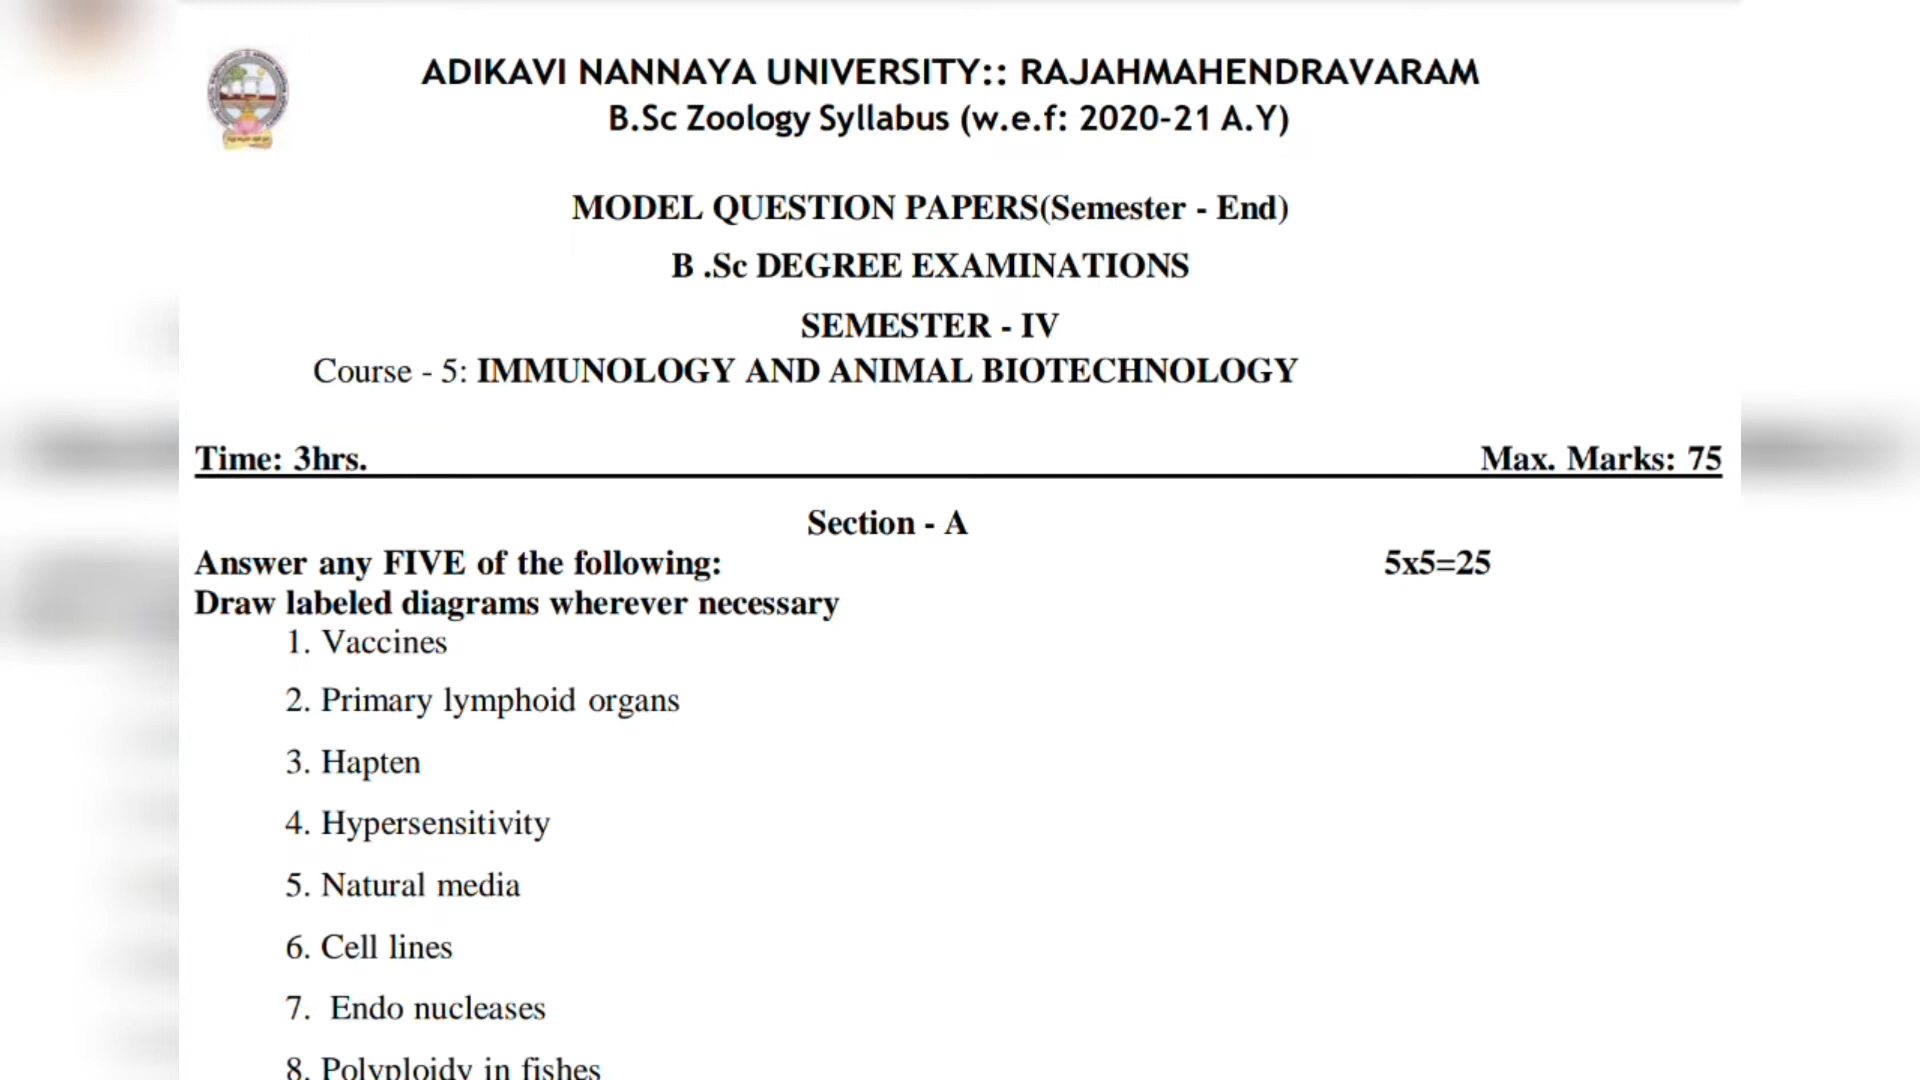 ADIKAVI NANNAYA UNIVERSITY:: RAJAHMAHENDRAVARAM
B.Sc Zoology Syllabus (w.e.f: 2020-21 A.Y)
MODEL QUESTION PAPERS(Semester - End)
B .Sc DEGREE EXAMINATIONS
SEMESTER - IV
Course - 5: IMMUNOLOGY AND ANIMAL BIOTECHNOLOGY
Time: 3hrs. Max. Marks: 75
Section - A
Answer any FIVE of the following: 5x5=25
Draw labeled diagrams wherever necessary
1. Vaccines
2. Primary lymphoid organs
3. Hapten
4. Hypersensitivity
5. Natural media
6. Cell lines
7. Endo nucleases
8. Polyploidy in fishes